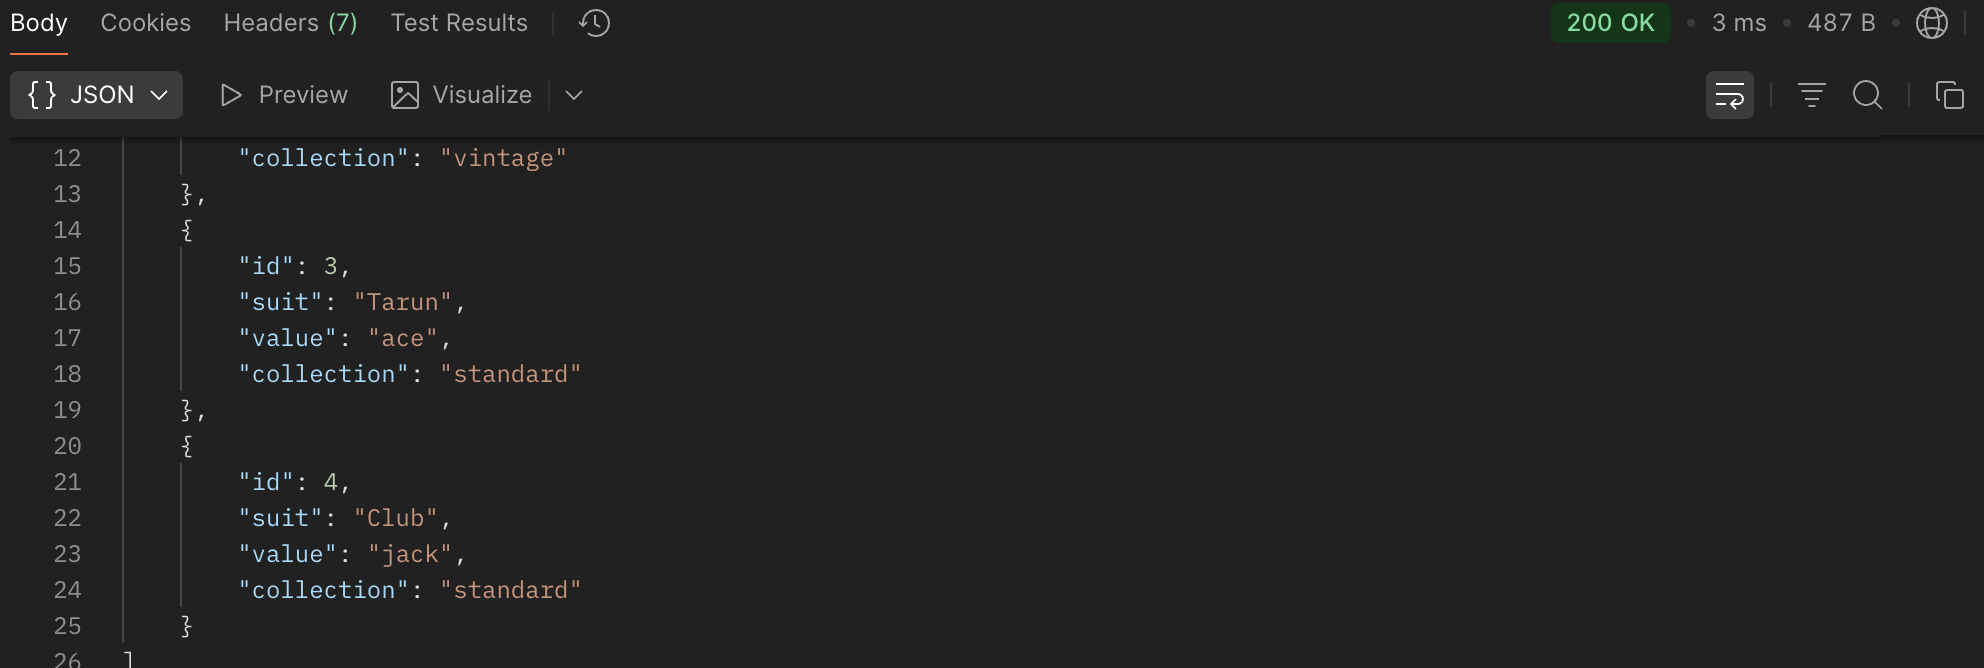 Body Cookies Headers (7) Test Results 200 OK • 3 ms • 487 B •
{} JSON Preview Visualize
12 "collection": "vintage"
13 },
14 {
15 "id": 3,
16 "suit": "Tarun",
17 "value": "ace",
18 "collection": "standard"
19 },
20 {
21 "id": 4,
22 "suit": "Club",
23 "value": "jack",
24 "collection": "standard"
25 }
26 ]